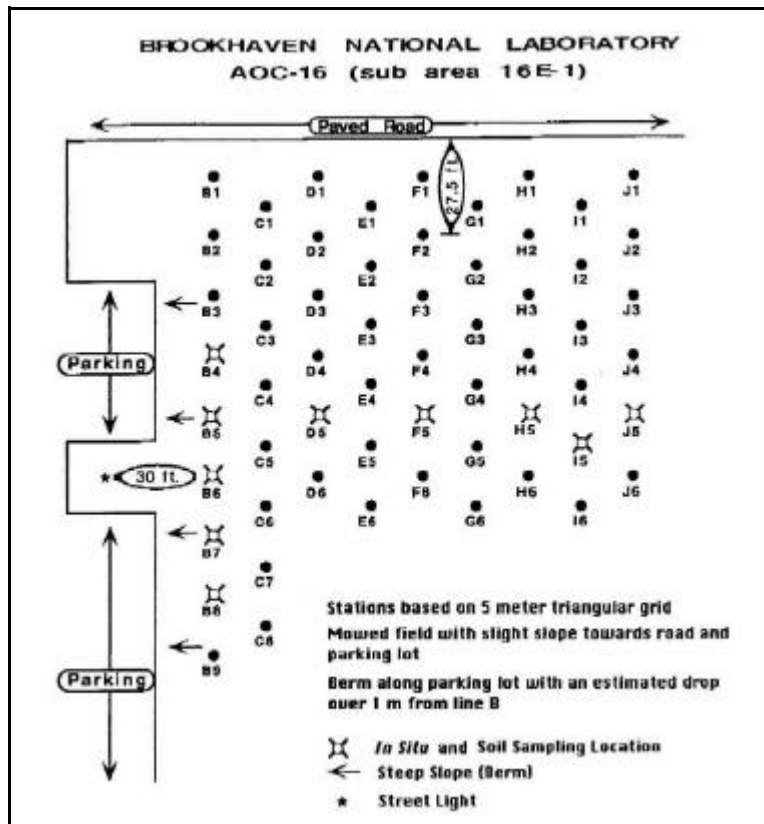 BROOKHAVEN NATIONAL LABORATORY
AOC-16 (sub area 16E-1)
Paved Road
27.5 ft.
B1 D1 F1 H1 J1
C1 E1 G1 I1
B2 D2 F2 H2 J2
C2 E2 G2 I2
B3 D3 F3 H3 J3
C3 E3 G3 I3
Parking
B4 D4 F4 H4 J4
C4 E4 G4 I4
B5 D5 F5 H5 J5
C5 E5 G5 I5
30 ft.
B6 D6 F6 H6 J6
C6 E6 G6 I6
B7
C7
B8
C8
B9
Parking
Stations based on 5 meter triangular grid
Mowed field with slight slope towards road and
parking lot
Berm along parking lot with an estimated drop
over 1 m from line B
In Situ and Soil Sampling Location
Steep Slope (Berm)
* Street Light